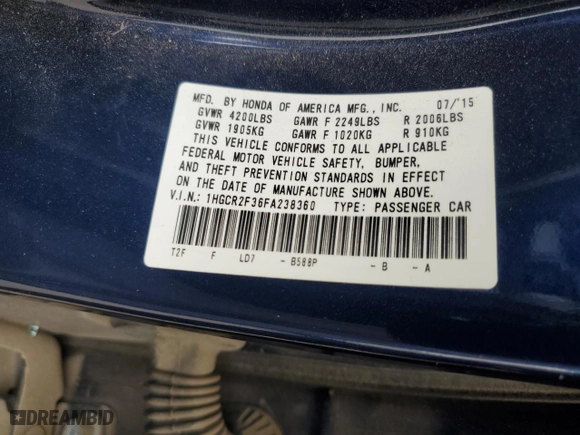 MFD. BY HONDA OF AMERICA MFG., INC. 07/'15
GVWR 4200LBS GAWR F 2249LBS R 2006LBS
GVWR 1905KG GAWR F 1020KG R 910KG
THIS VEHICLE CONFORMS TO ALL APPLICABLE
FEDERAL MOTOR VEHICLE SAFETY, BUMPER,
AND THEFT PREVENTION STANDARDS IN EFFECT
ON THE DATE OF MANUFACTURE SHOWN ABOVE.
V.I.N.: 1HGCR2F36FA238360 TYPE: PASSENGER CAR
T2F F LD7 - B588P - B - A
DREAMBID